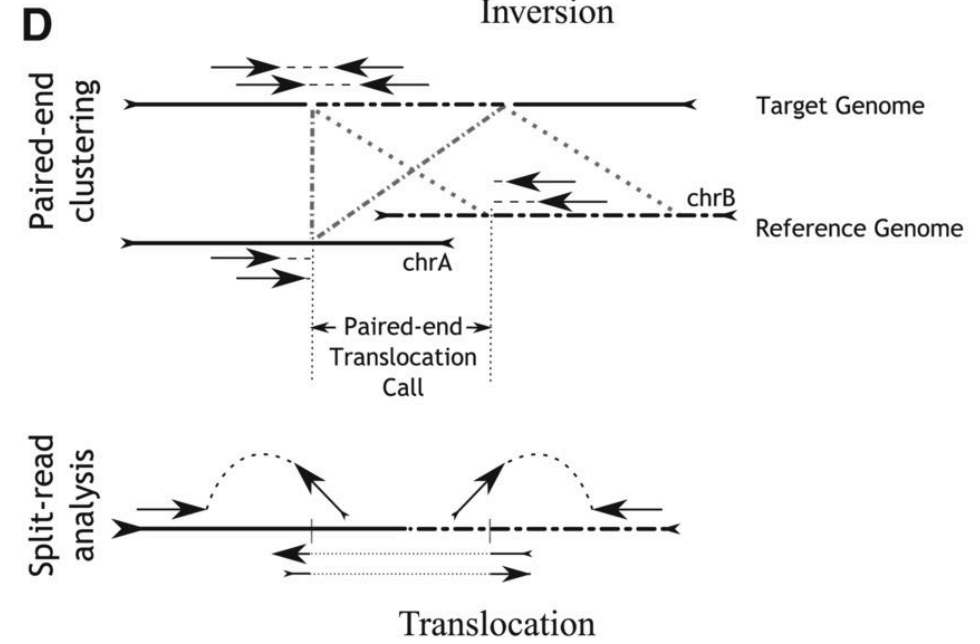 D
Inversion
Paired-end
clustering
Target Genome
chrB
Reference Genome
chrA
Paired-end
Translocation
Call
Split-read
analysis
Translocation